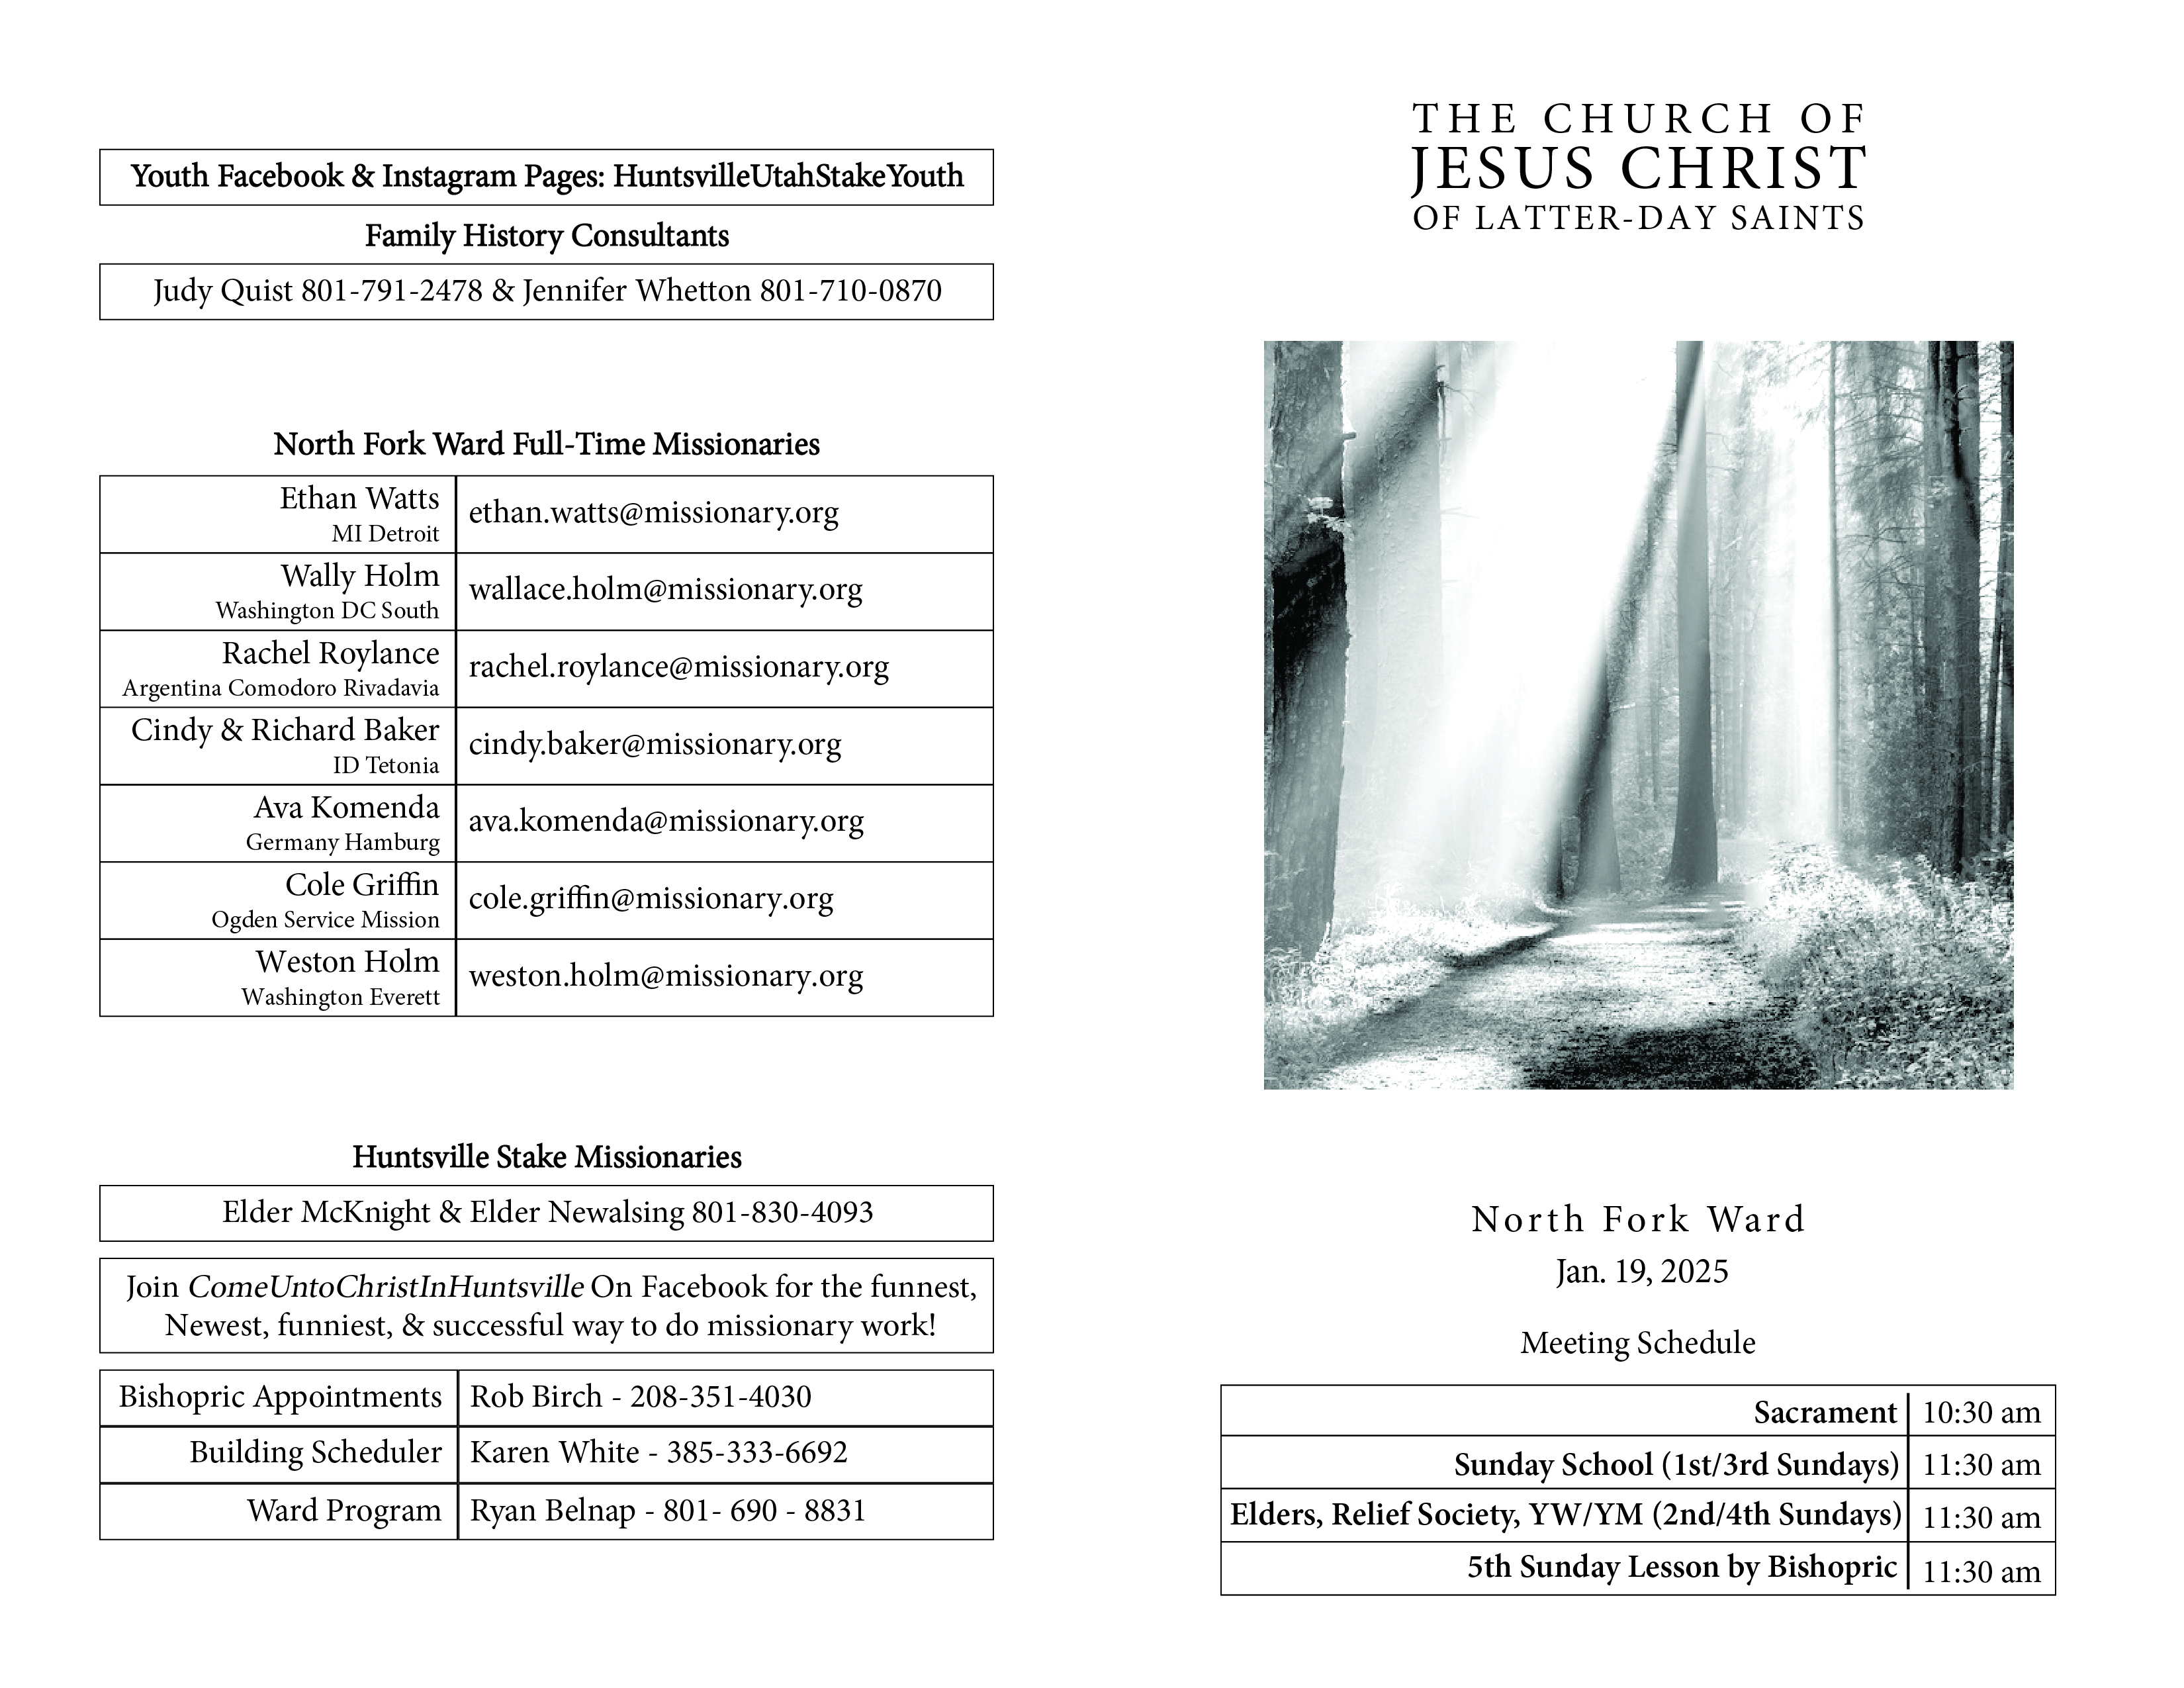 Youth Facebook & Instagram Pages: HuntsvilleUtahStakeYouth
Family History Consultants
Judy Quist 801-791-2478 & Jennifer Whetton 801-710-0870
North Fork Ward Full-Time Missionaries
Ethan Watts
MI Detroit
ethan.watts@missionary.org
Wally Holm
Washington DC South
wallace.holm@missionary.org
Rachel Roylance
Argentina Comodoro Rivadavia
rachel.roylance@missionary.org
Cindy & Richard Baker
ID Tetonia
cindy.baker@missionary.org
Ava Komenda
Germany Hamburg
ava.komenda@missionary.org
Cole Griffin
Ogden Service Mission
cole.griffin@missionary.org
Weston Holm
Washington Everett
weston.holm@missionary.org
Huntsville Stake Missionaries
Elder McKnight & Elder Newalsing 801-830-4093
Join ComeUntoChristInHuntsville On Facebook for the funnest,
Newest, funniest, & successful way to do missionary work!
Bishopric Appointments Rob Birch - 208-351-4030
Building Scheduler Karen White - 385-333-6692
Ward Program Ryan Belnap - 801- 690 - 8831
THE CHURCH OF
JESUS CHRIST
OF LATTER-DAY SAINTS
North Fork Ward
Jan. 19, 2025
Meeting Schedule
Sacrament 10:30 am
Sunday School (1st/3rd Sundays) 11:30 am
Elders, Relief Society, YW/YM (2nd/4th Sundays) 11:30 am
5th Sunday Lesson by Bishopric 11:30 am